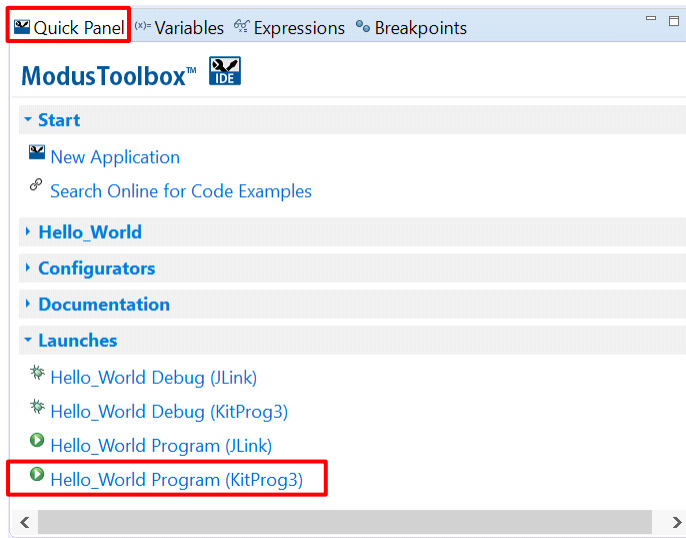 Quick Panel (x)= Variables Expressions Breakpoints
ModusToolbox™ IDE
Start
New Application
Search Online for Code Examples
Hello_World
Configurators
Documentation
Launches
Hello_World Debug (JLink)
Hello_World Debug (KitProg3)
Hello_World Program (JLink)
Hello_World Program (KitProg3)